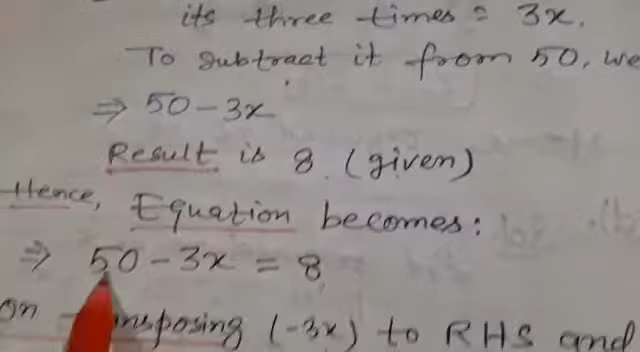 its three times = 3x.
To subtract it from 50, we
⇒ 50 - 3x
Result is 8 (given)
Hence, Equation becomes:
⇒ 50 - 3x = 8
on (-3x) to RHS and